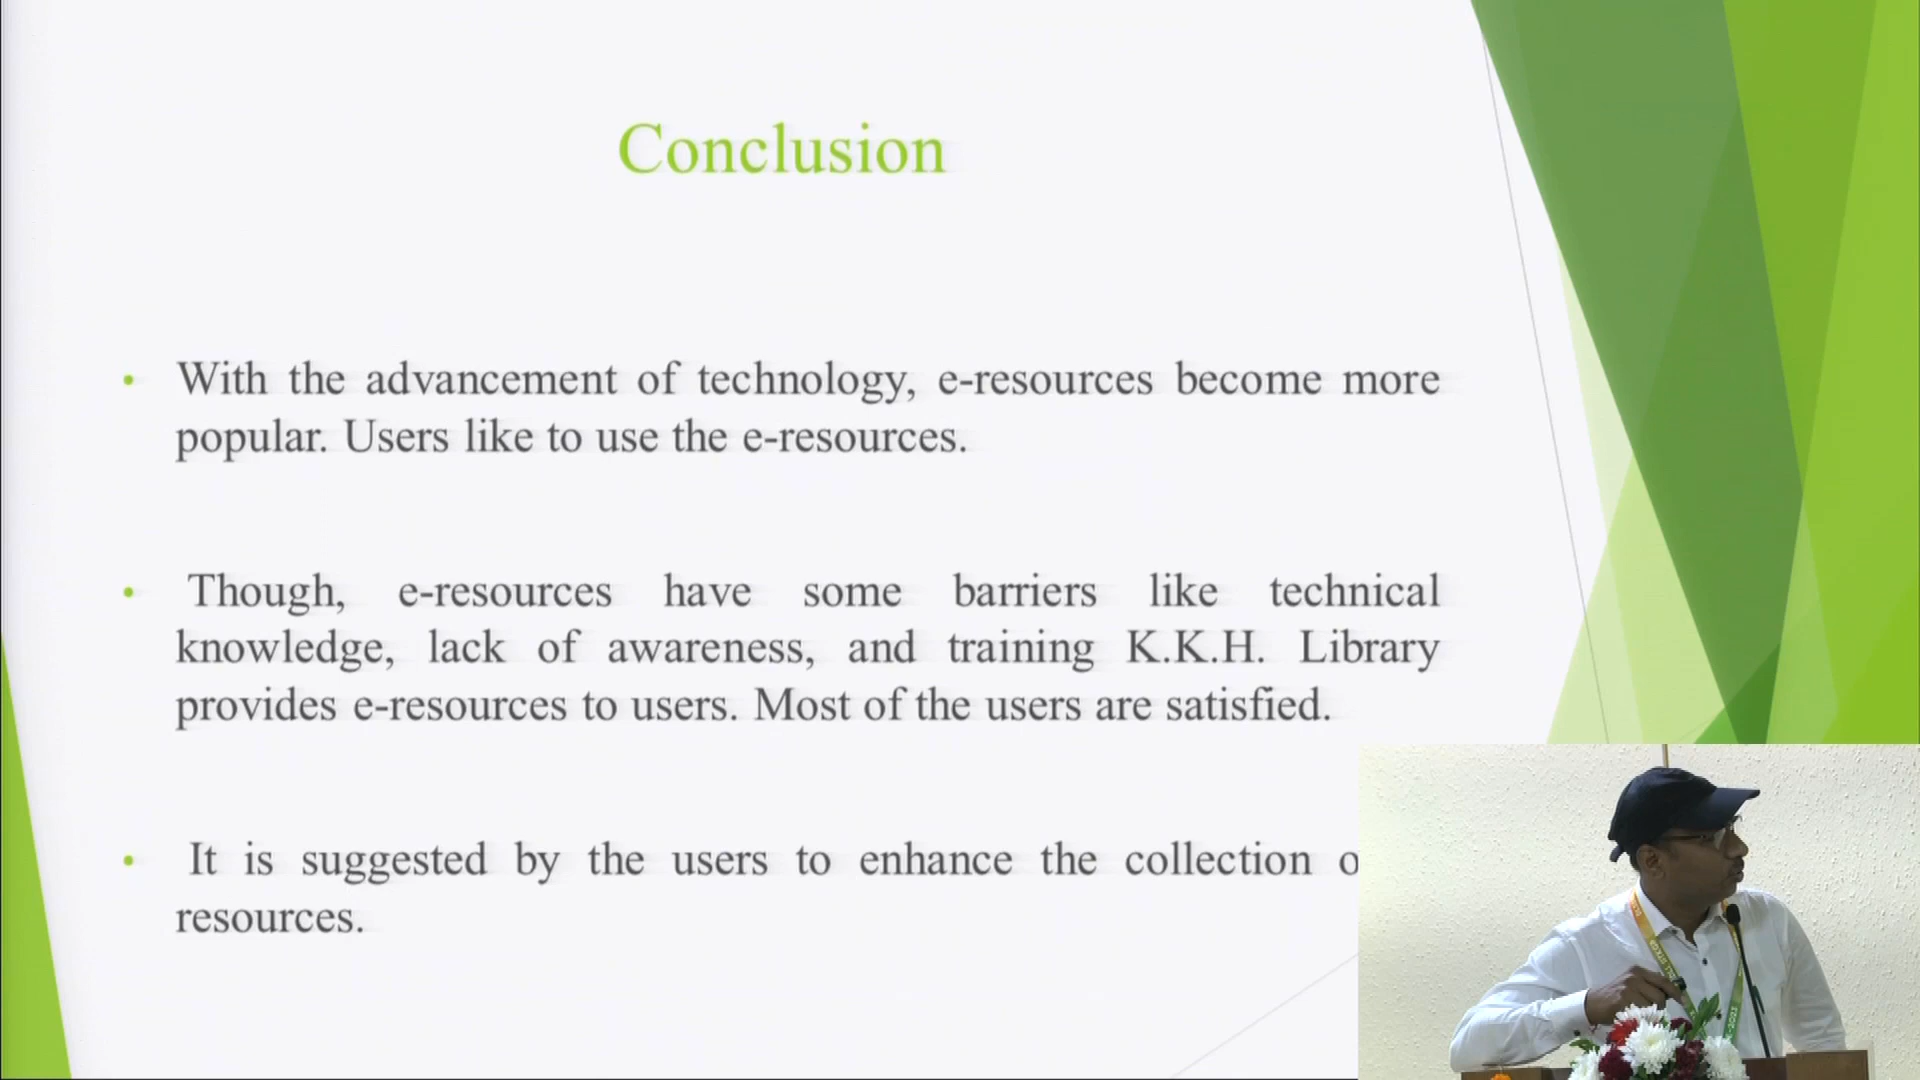 Conclusion
• With the advancement of technology, e-resources become more
popular. Users like to use the e-resources.
• Though, e-resources have some barriers like technical
knowledge, lack of awareness, and training K.K.H. Library
provides e-resources to users. Most of the users are satisfied.
• It is suggested by the users to enhance the collection
resources.